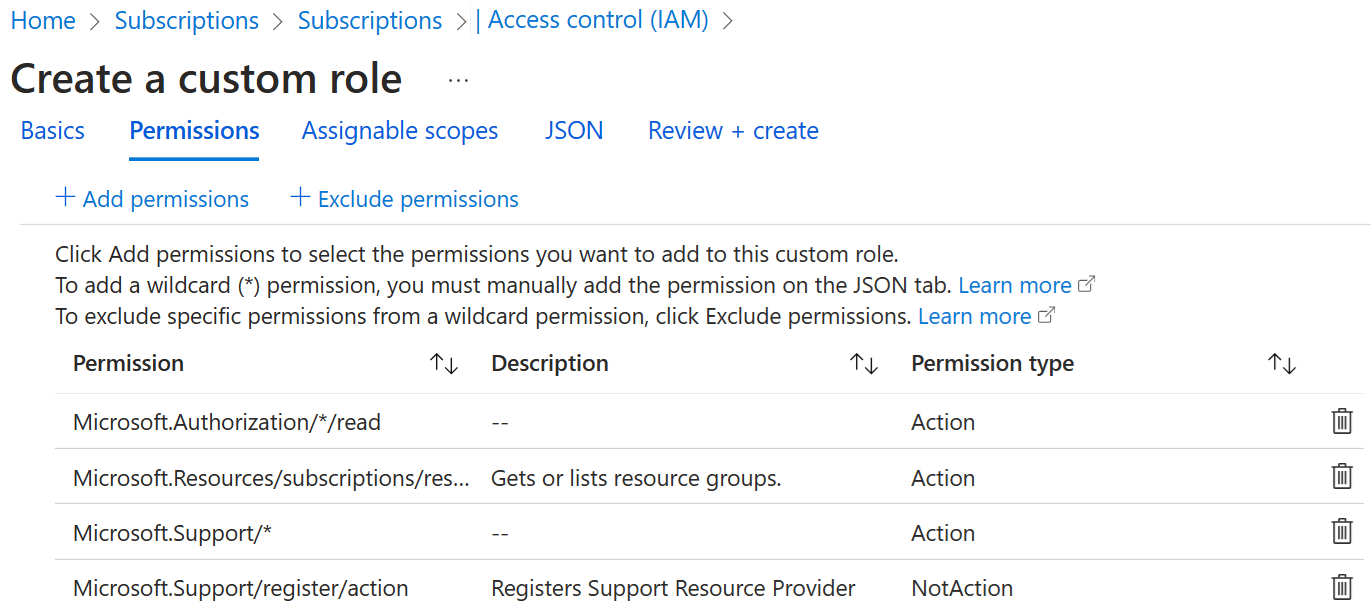 Home > Subscriptions > Subscriptions > | Access control (IAM) >
Create a custom role ...
Basics Permissions Assignable scopes JSON Review + create
+ Add permissions + Exclude permissions
Click Add permissions to select the permissions you want to add to this custom role.
To add a wildcard (*) permission, you must manually add the permission on the JSON tab. Learn more
To exclude specific permissions from a wildcard permission, click Exclude permissions. Learn more
Permission ↑↓ Description ↑↓ Permission type ↑↓
Microsoft.Authorization/*/read -- Action
Microsoft.Resources/subscriptions/res... Gets or lists resource groups. Action
Microsoft.Support/* -- Action
Microsoft.Support/register/action Registers Support Resource Provider NotAction